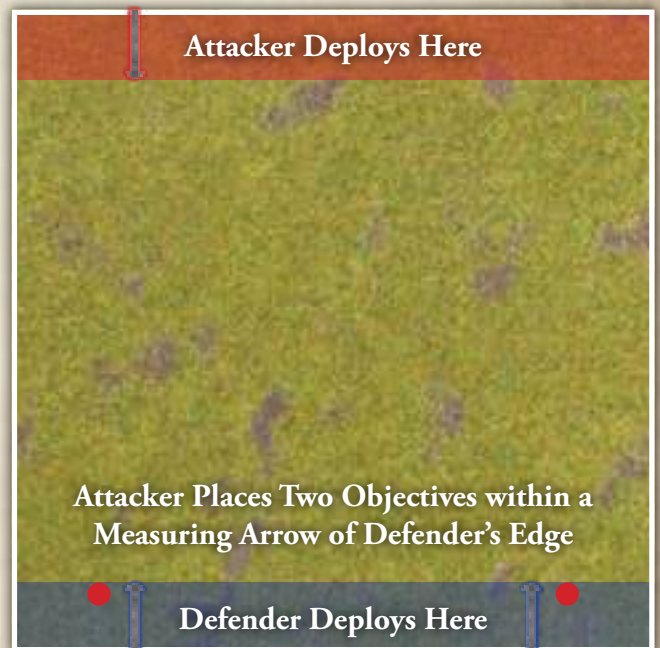 Attacker Deploys Here
Attacker Places Two Objectives within a
Measuring Arrow of Defender’s Edge
Defender Deploys Here